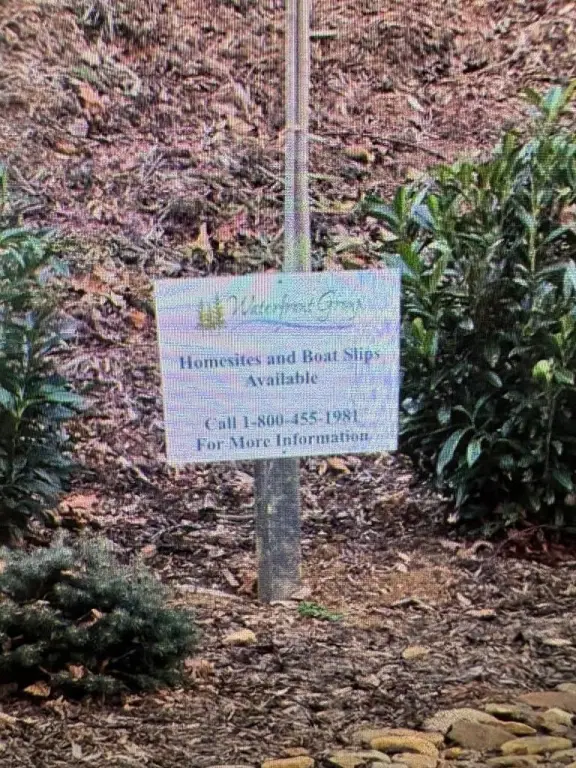 Waterfront Group
Homesites and Boat Slips
Available
Call 1-800-455-1981
For More Information